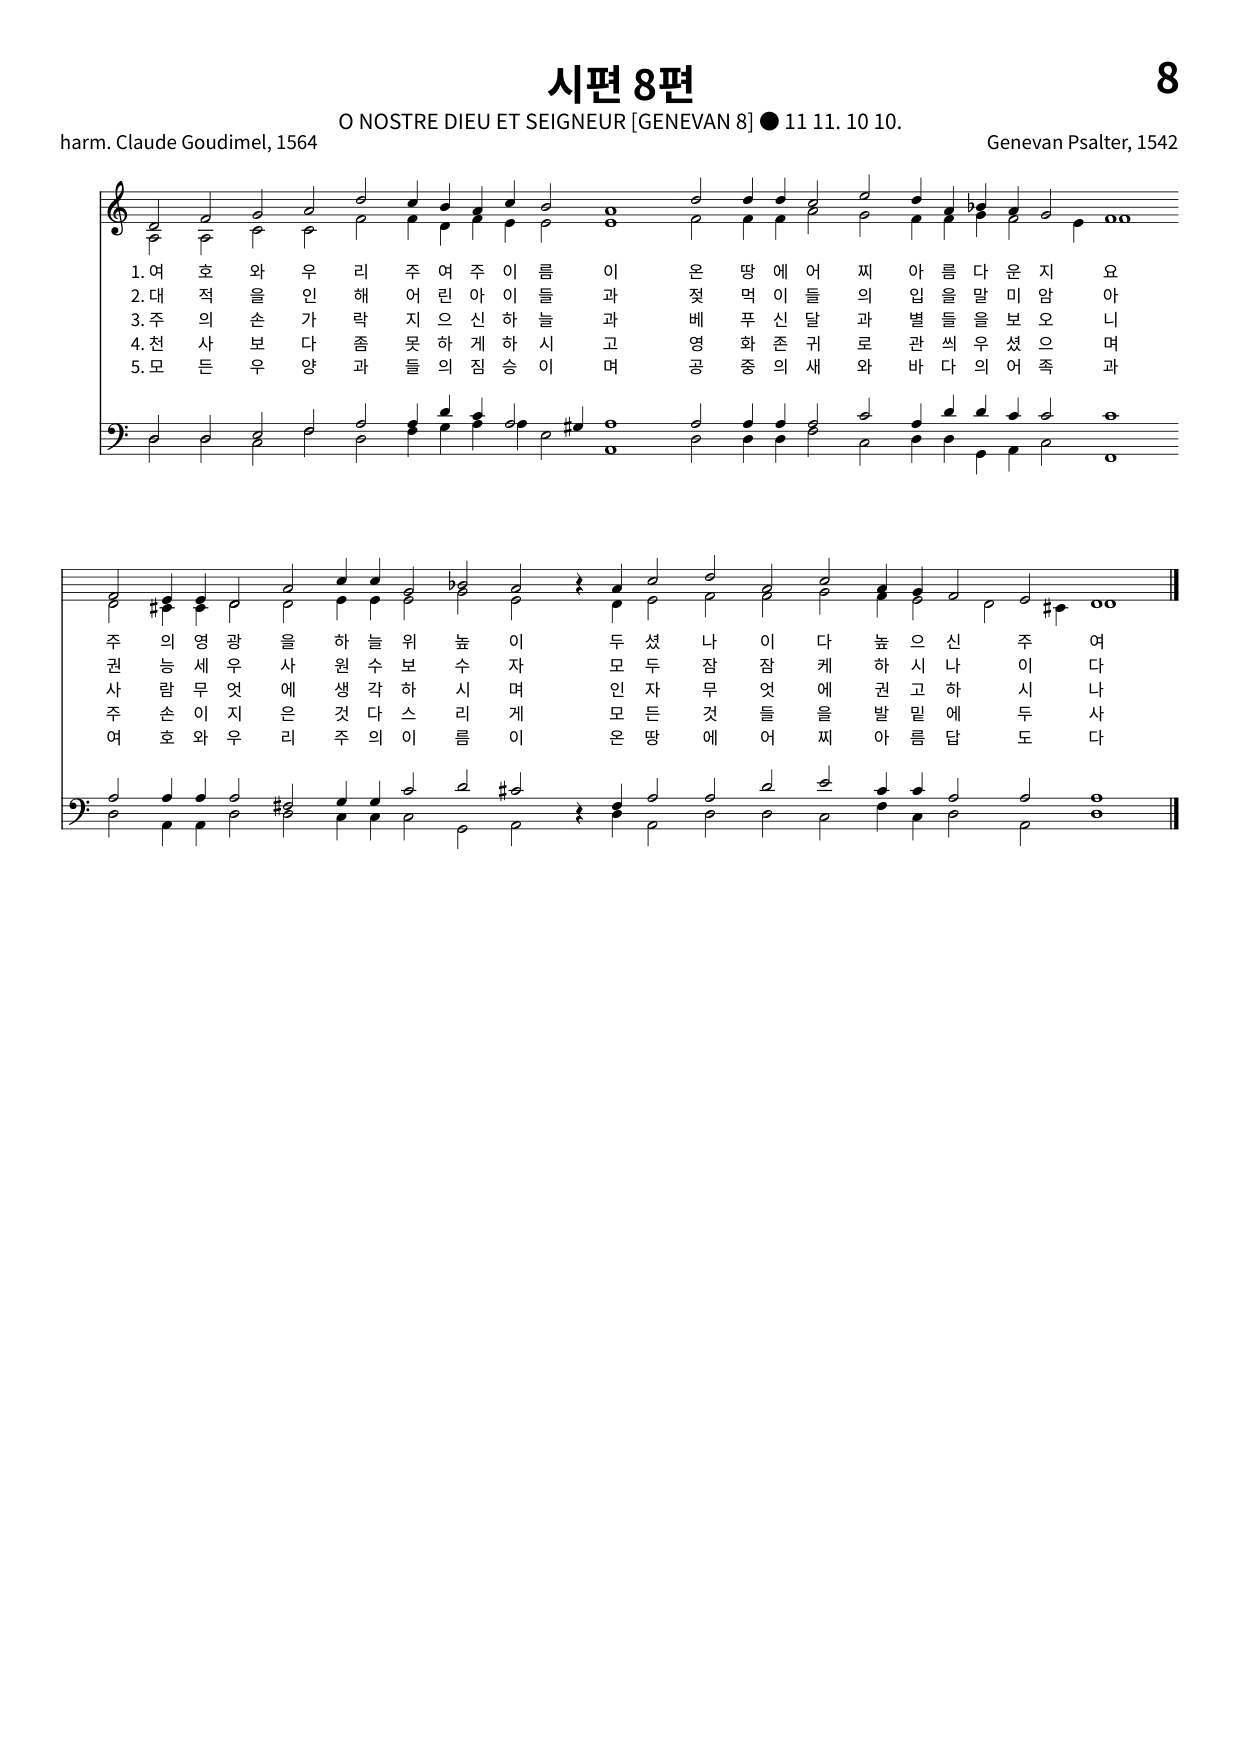 시편 8편
8
O NOSTRE DIEU ET SEIGNEUR [GENEVAN 8] ● 11 11. 10 10.
harm. Claude Goudimel, 1564
Genevan Psalter, 1542
1. 여 호 와 우 리 주 여 주 이 름 이 온 땅 에 어 찌 아 름 다 운 지 요
2. 대 적 을 인 해 어 린 아 이 들 과 젖 먹 이 들 의 입 을 말 미 암 아
3. 주 의 손 가 락 지 으 신 하 늘 과 베 푸 신 달 과 별 들 을 보 오 니
4. 천 사 보 다 좀 못 하 게 하 시 고 영 화 존 귀 로 관 씌 우 셨 으 며
5. 모 든 우 양 과 들 의 짐 승 이 며 공 중 의 새 와 바 다 의 어 족 과
주 의 영 광 을 하 늘 위 높 이 두 셨 나 이 다 높 으 신 주 여
권 능 세 우 사 원 수 보 수 자 모 두 잠 잠 케 하 시 나 이 다
사 람 무 엇 에 생 각 하 시 며 인 자 무 엇 에 권 고 하 시 나
주 손 이 지 은 것 다 스 리 게 모 든 것 들 을 발 밑 에 두 사
여 호 와 우 리 주 의 이 름 이 온 땅 에 어 찌 아 름 답 도 다